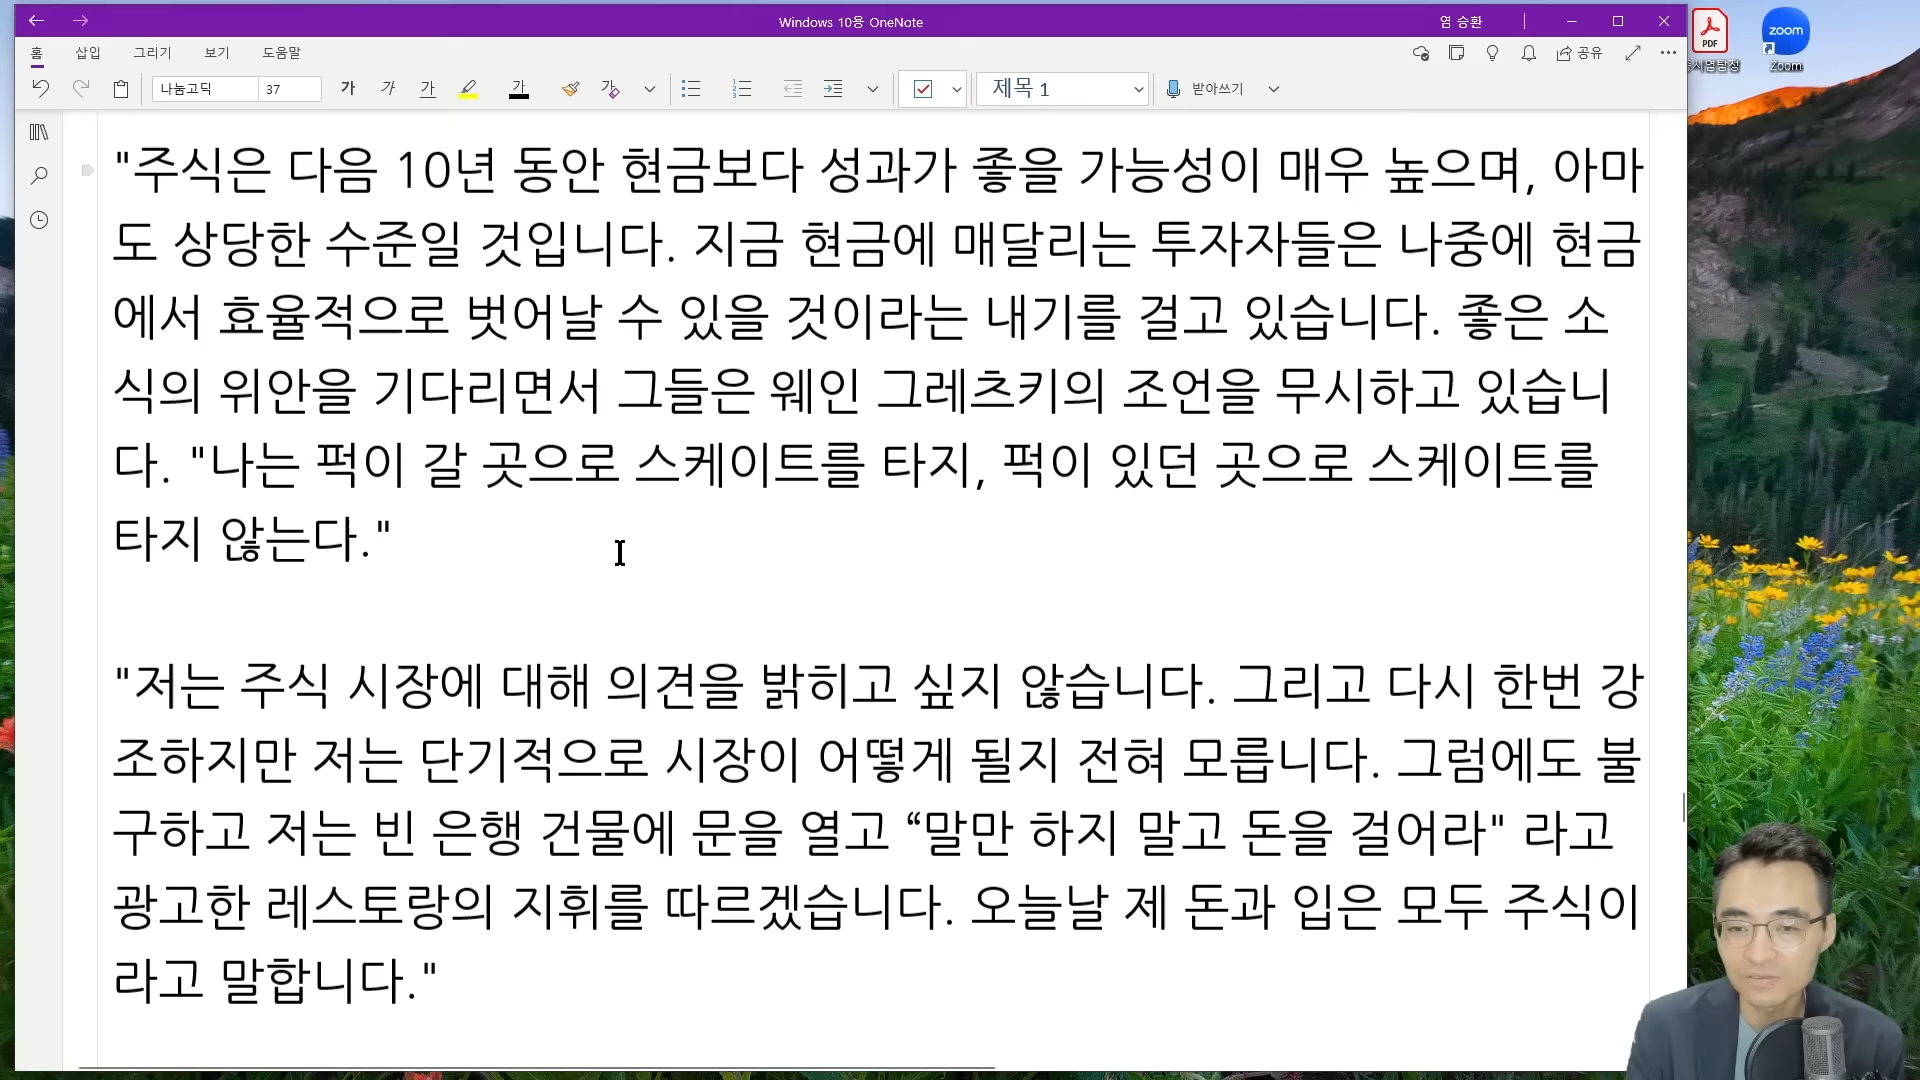 Windows 10용 OneNote
염 승환
홈
삽입
그리기
보기
도움말
공유
나눔고딕
37
가
가
가
가
제목 1
받아쓰기
PDF
zoom
Zoom
"주식은 다음 10년 동안 현금보다 성과가 좋을 가능성이 매우 높으며, 아마
도 상당한 수준일 것입니다. 지금 현금에 매달리는 투자자들은 나중에 현금
에서 효율적으로 벗어날 수 있을 것이라는 내기를 걸고 있습니다. 좋은 소
식의 위안을 기다리면서 그들은 웨인 그레츠키의 조언을 무시하고 있습니
다. "나는 퍽이 갈 곳으로 스케이트를 타지, 퍽이 있던 곳으로 스케이트를
타지 않는다."
"저는 주식 시장에 대해 의견을 밝히고 싶지 않습니다. 그리고 다시 한번 강
조하지만 저는 단기적으로 시장이 어떻게 될지 전혀 모릅니다. 그럼에도 불
구하고 저는 빈 은행 건물에 문을 열고 “말만 하지 말고 돈을 걸어라" 라고
광고한 레스토랑의 지휘를 따르겠습니다. 오늘날 제 돈과 입은 모두 주식이
라고 말합니다."